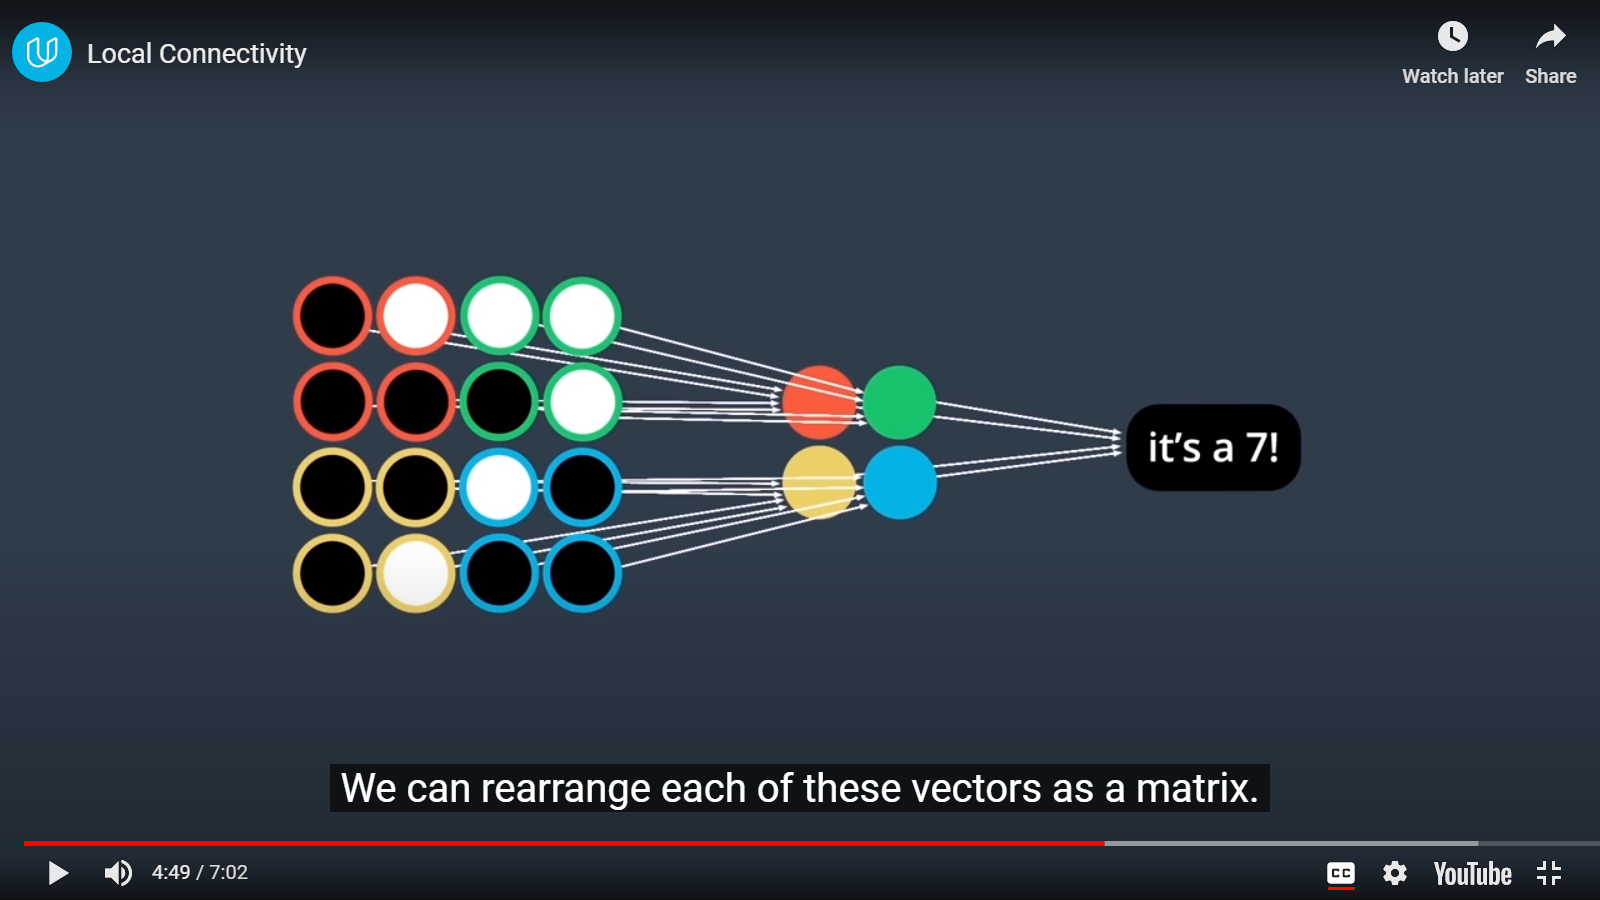 Local Connectivity
Watch later
Share
it's a 7!
We can rearrange each of these vectors as a matrix.
4:49 / 7:02
CC
YouTube